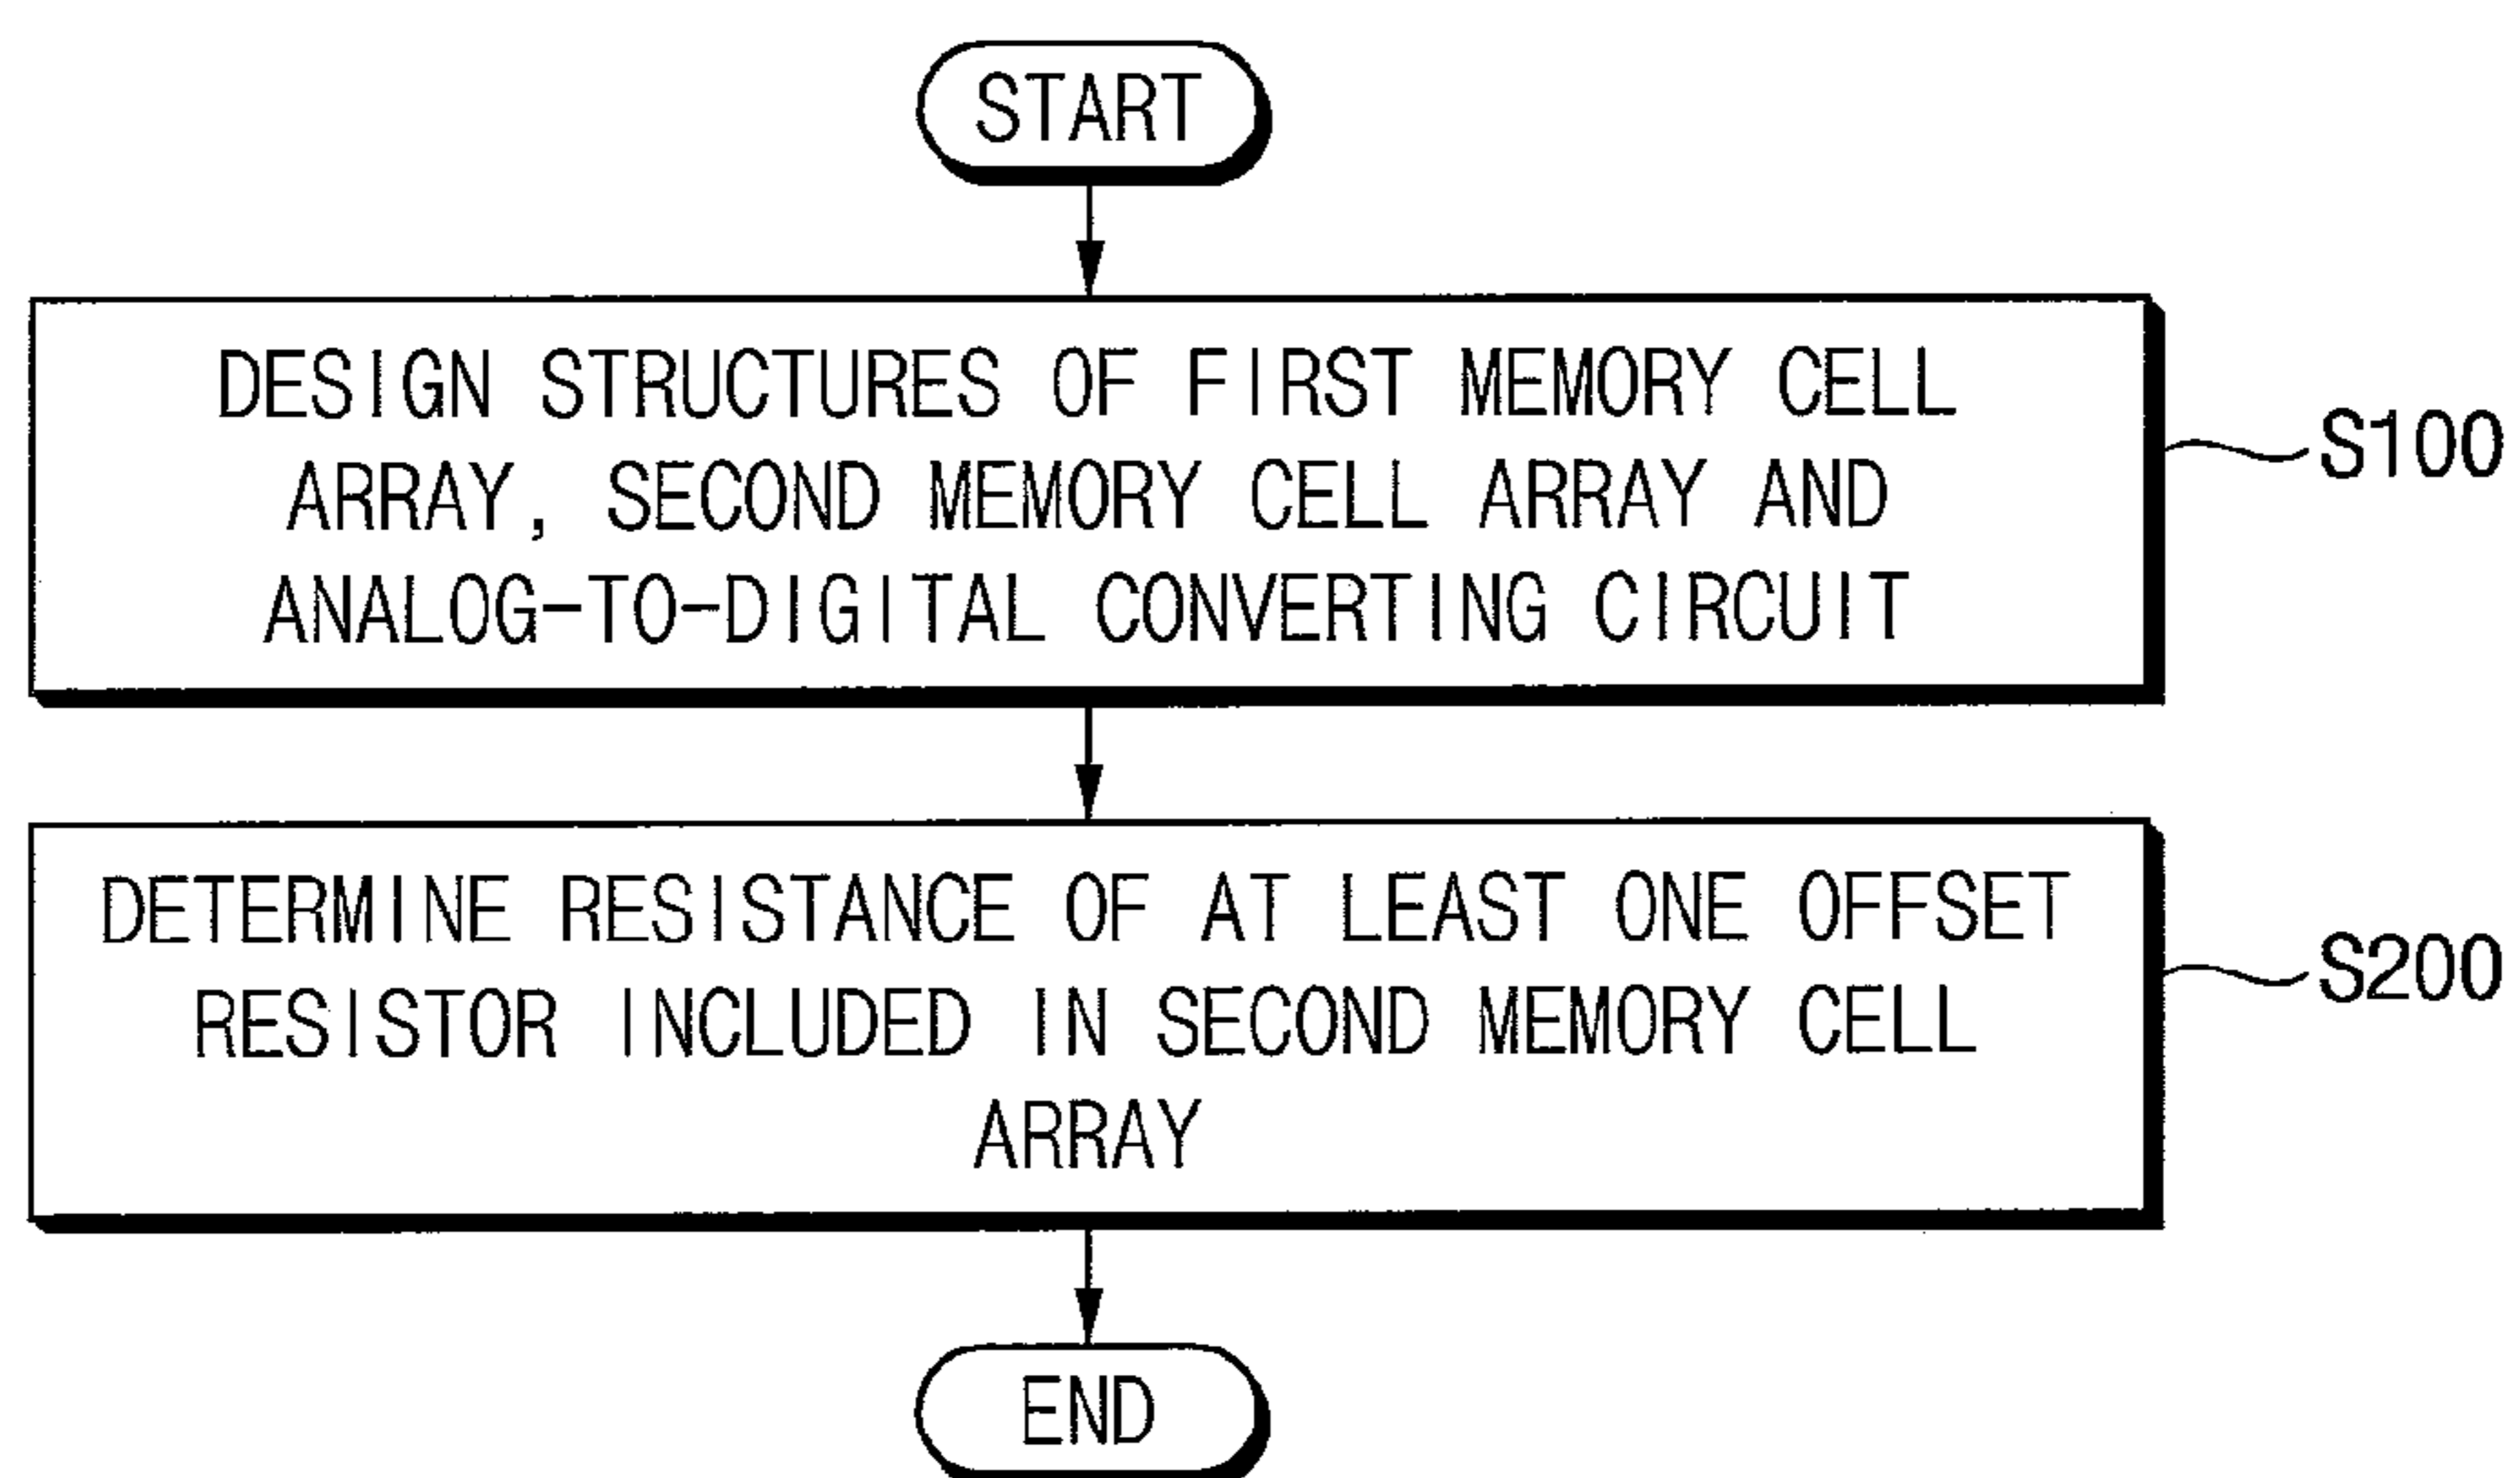 START
DESIGN STRUCTURES OF FIRST MEMORY CELL
ARRAY, SECOND MEMORY CELL ARRAY AND
ANALOG-TO-DIGITAL CONVERTING CIRCUIT
S100
DETERMINE RESISTANCE OF AT LEAST ONE OFFSET
RESISTOR INCLUDED IN SECOND MEMORY CELL
ARRAY
S200
END